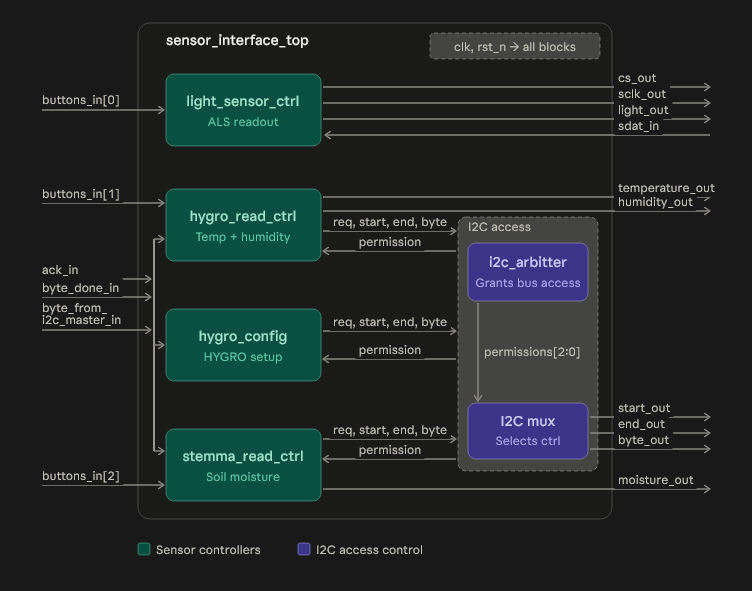 sensor_interface_top
clk, rst_n → all blocks
buttons_in[0]
light_sensor_ctrl
ALS readout
cs_out
sclk_out
light_out
sdat_in
buttons_in[1]
hygro_read_ctrl
Temp + humidity
temperature_out
humidity_out
req, start, end, byte
permission
I2C access
I2c_arbitter
Grants bus access
ack_in
byte_done_in
byte_from_
i2c_master_in
hygro_config
HYGRO setup
req, start, end, byte
permission
permissions[2:0]
stemma_read_ctrl
Soil moisture
req, start, end, byte
permission
I2C mux
Selects ctrl
start_out
end_out
byte_out
buttons_in[2]
moisture_out
Sensor controllers
I2C access control